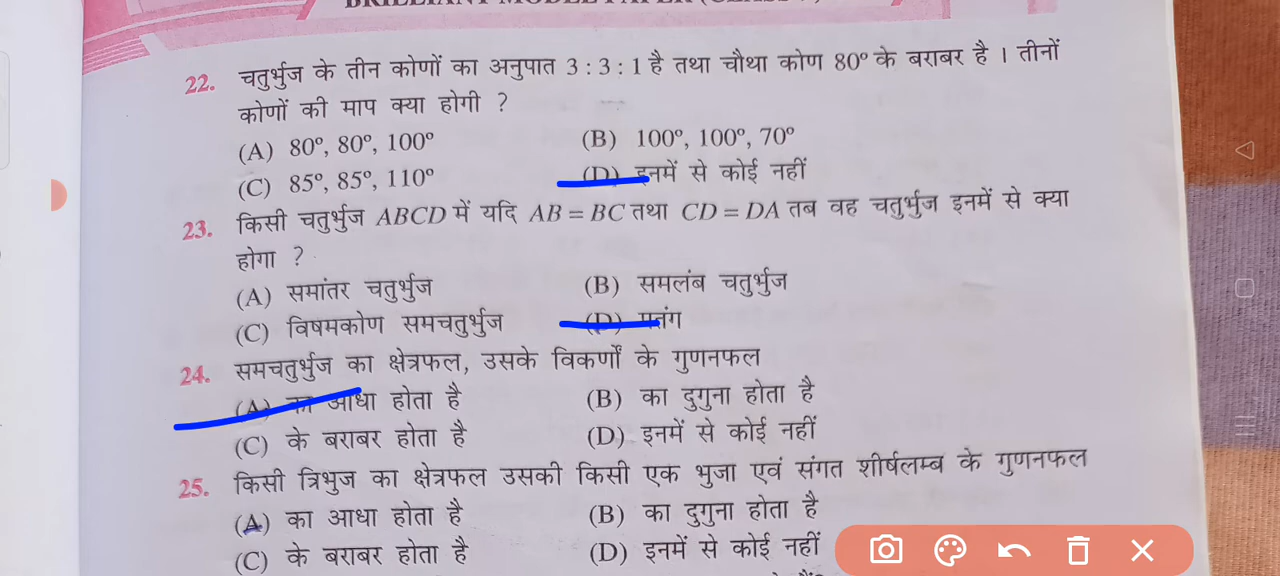 22. चतुर्भुज के तीन कोणों का अनुपात 3 : 3 : 1 है तथा चौथा कोण 80° के बराबर है । तीनों
कोणों की माप क्या होगी ?
(A) 80°, 80°, 100° (B) 100°, 100°, 70°
(C) 85°, 85°, 110° (D) इनमें से कोई नहीं
23. किसी चतुर्भुज ABCD में यदि AB = BC तथा CD = DA तब वह चतुर्भुज इनमें से क्या
होगा ?
(A) समांतर चतुर्भुज (B) समलंब चतुर्भुज
(C) विषमकोण समचतुर्भुज (D) पतंग
24. समचतुर्भुज का क्षेत्रफल, उसके विकर्णों के गुणनफल
(A) का आधा होता है (B) का दुगुना होता है
(C) के बराबर होता है (D) इनमें से कोई नहीं
25. किसी त्रिभुज का क्षेत्रफल उसकी किसी एक भुजा एवं संगत शीर्षलम्ब के गुणनफल
(A) का आधा होता है (B) का दुगुना होता है
(C) के बराबर होता है (D) इनमें से कोई नहीं